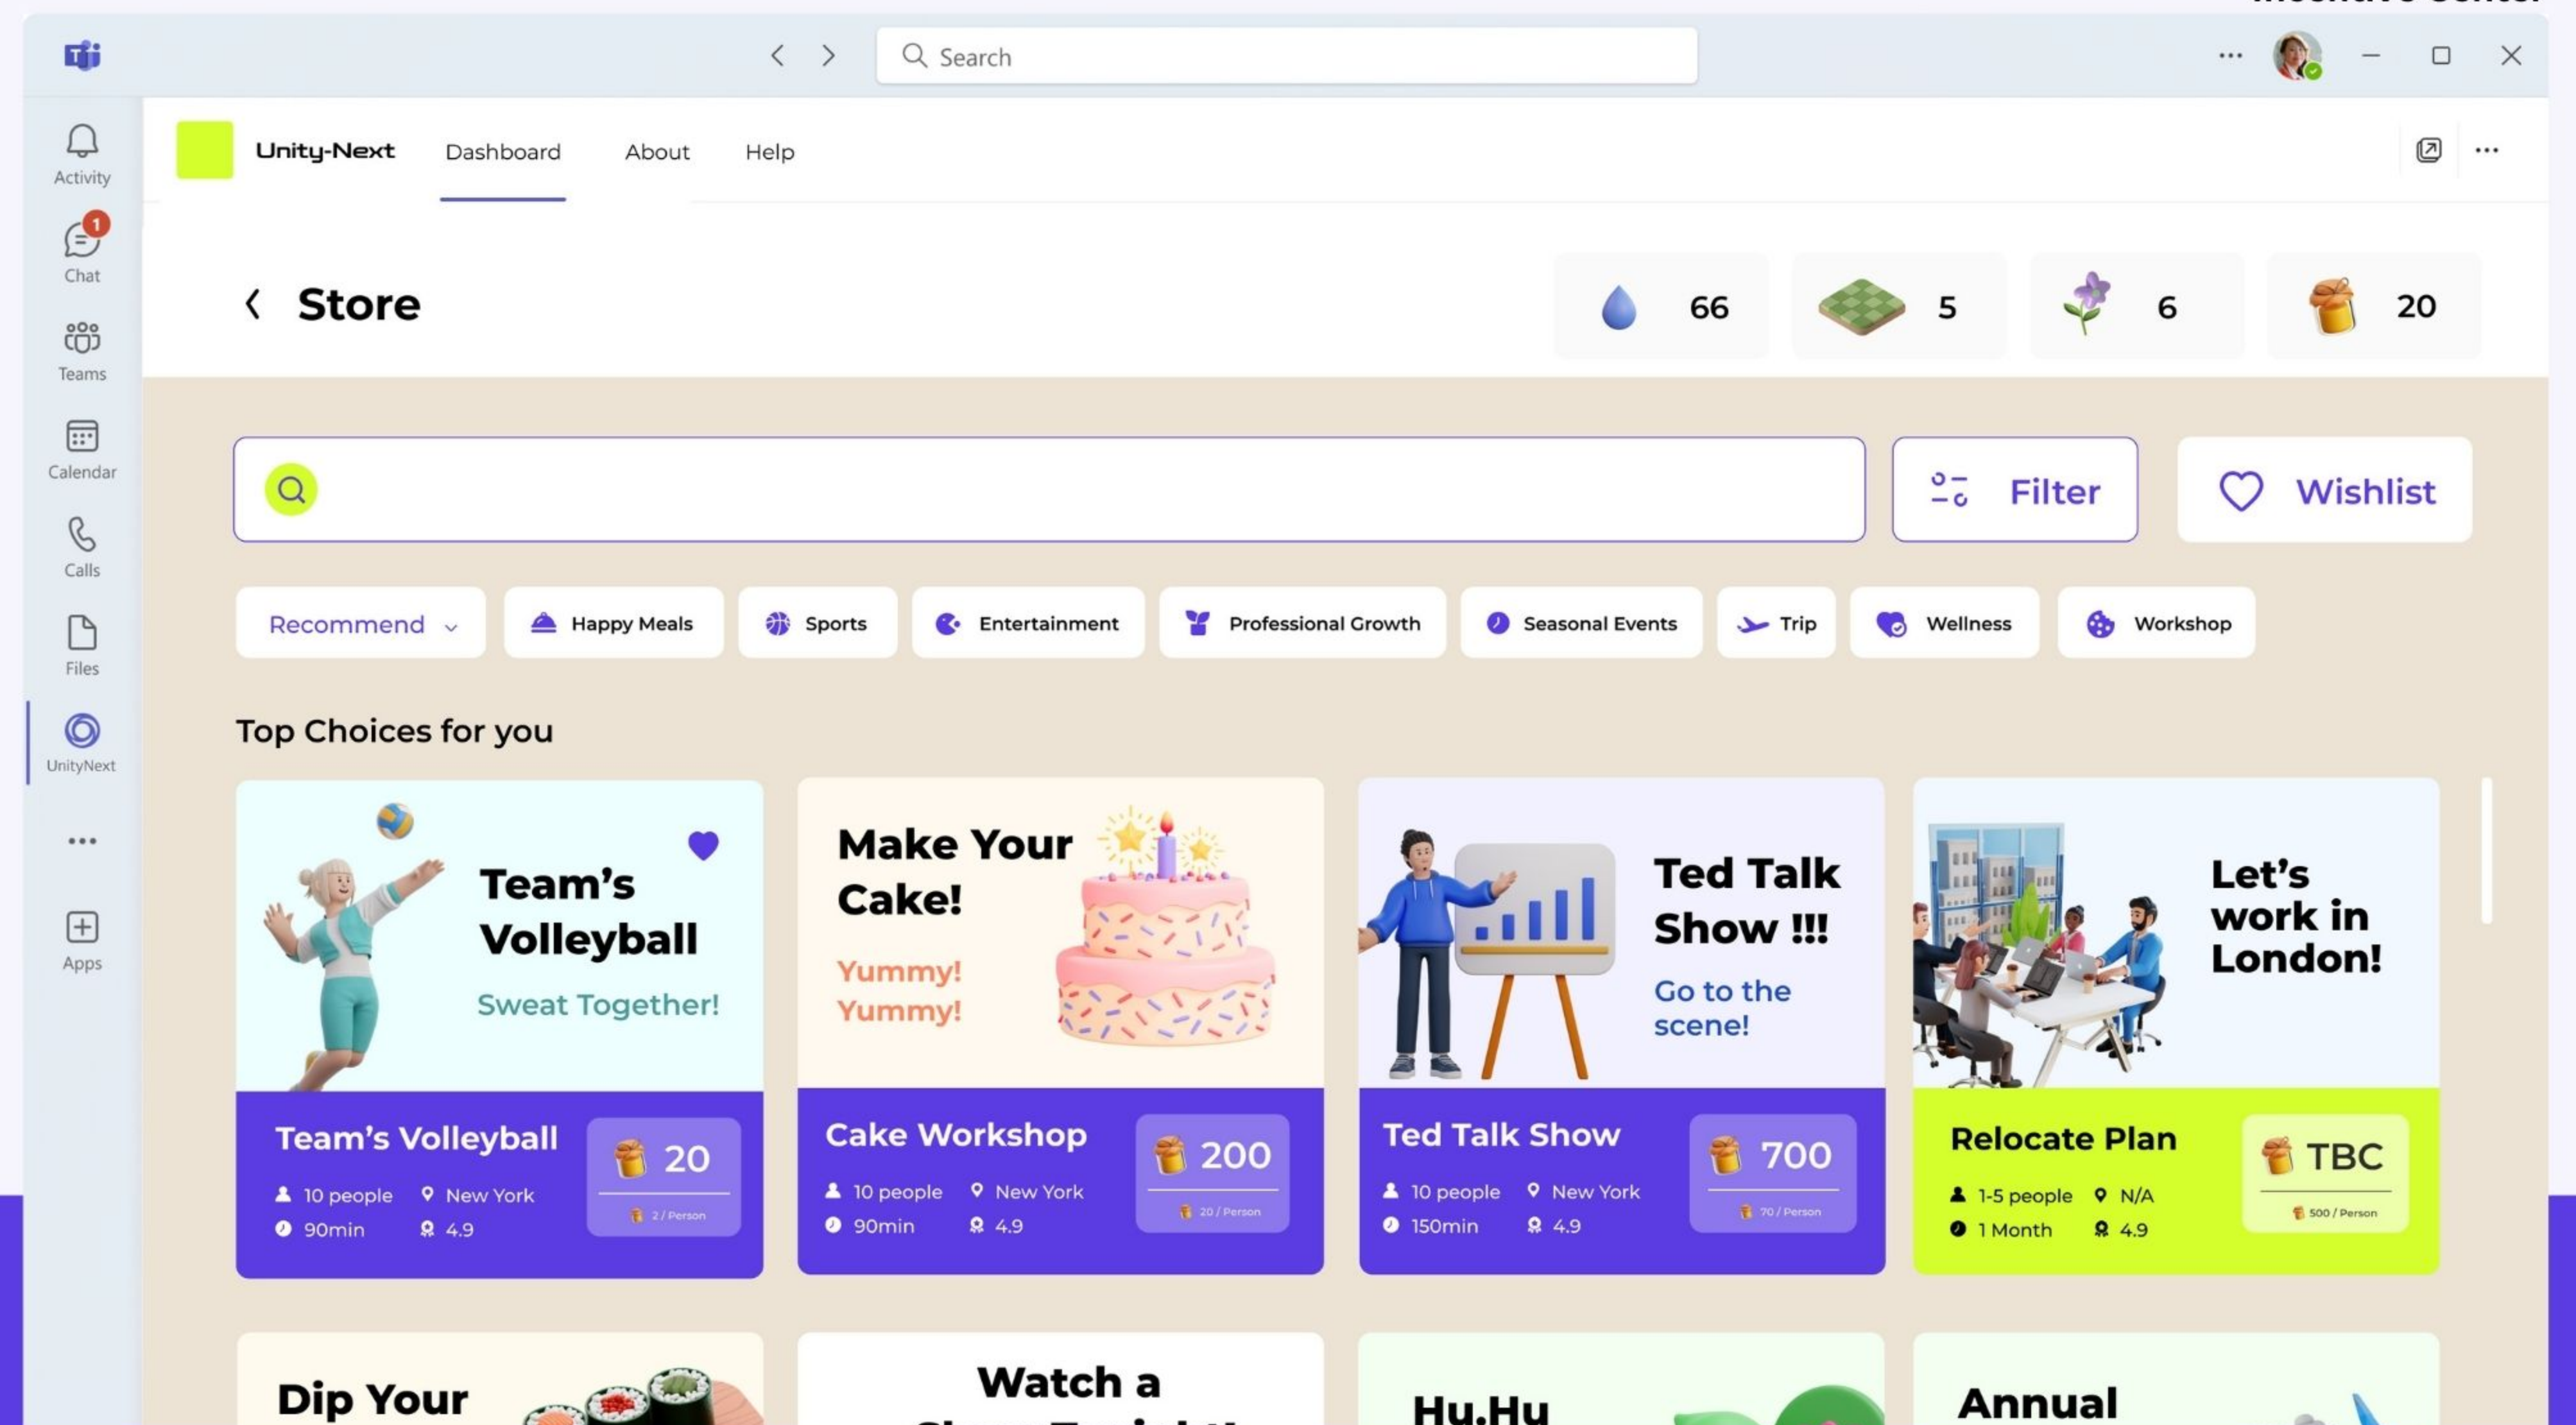 Search
Activity
1
Chat
Teams
Calendar
Calls
Files
UnityNext
Apps
Unity-Next Dashboard About Help
Store
66 5 6 20
Filter Wishlist
Recommend Happy Meals Sports Entertainment Professional Growth Seasonal Events Trip Wellness Workshop
Top Choices for you
Team's
Volleyball
Sweat Together!
Team's Volleyball
20
10 people New York
2 / Person
90min 4.9
Make Your
Cake!
Yummy!
Yummy!
Cake Workshop
200
10 people New York
20 / Person
90min 4.9
Ted Talk
Show !!!
Go to the
scene!
Ted Talk Show
700
10 people New York
70 / Person
150min 4.9
Let's
work in
London!
Relocate Plan
TBC
1-5 people N/A
500 / Person
1 Month 4.9
Dip Your
Watch a
Hu.Hu
Annual